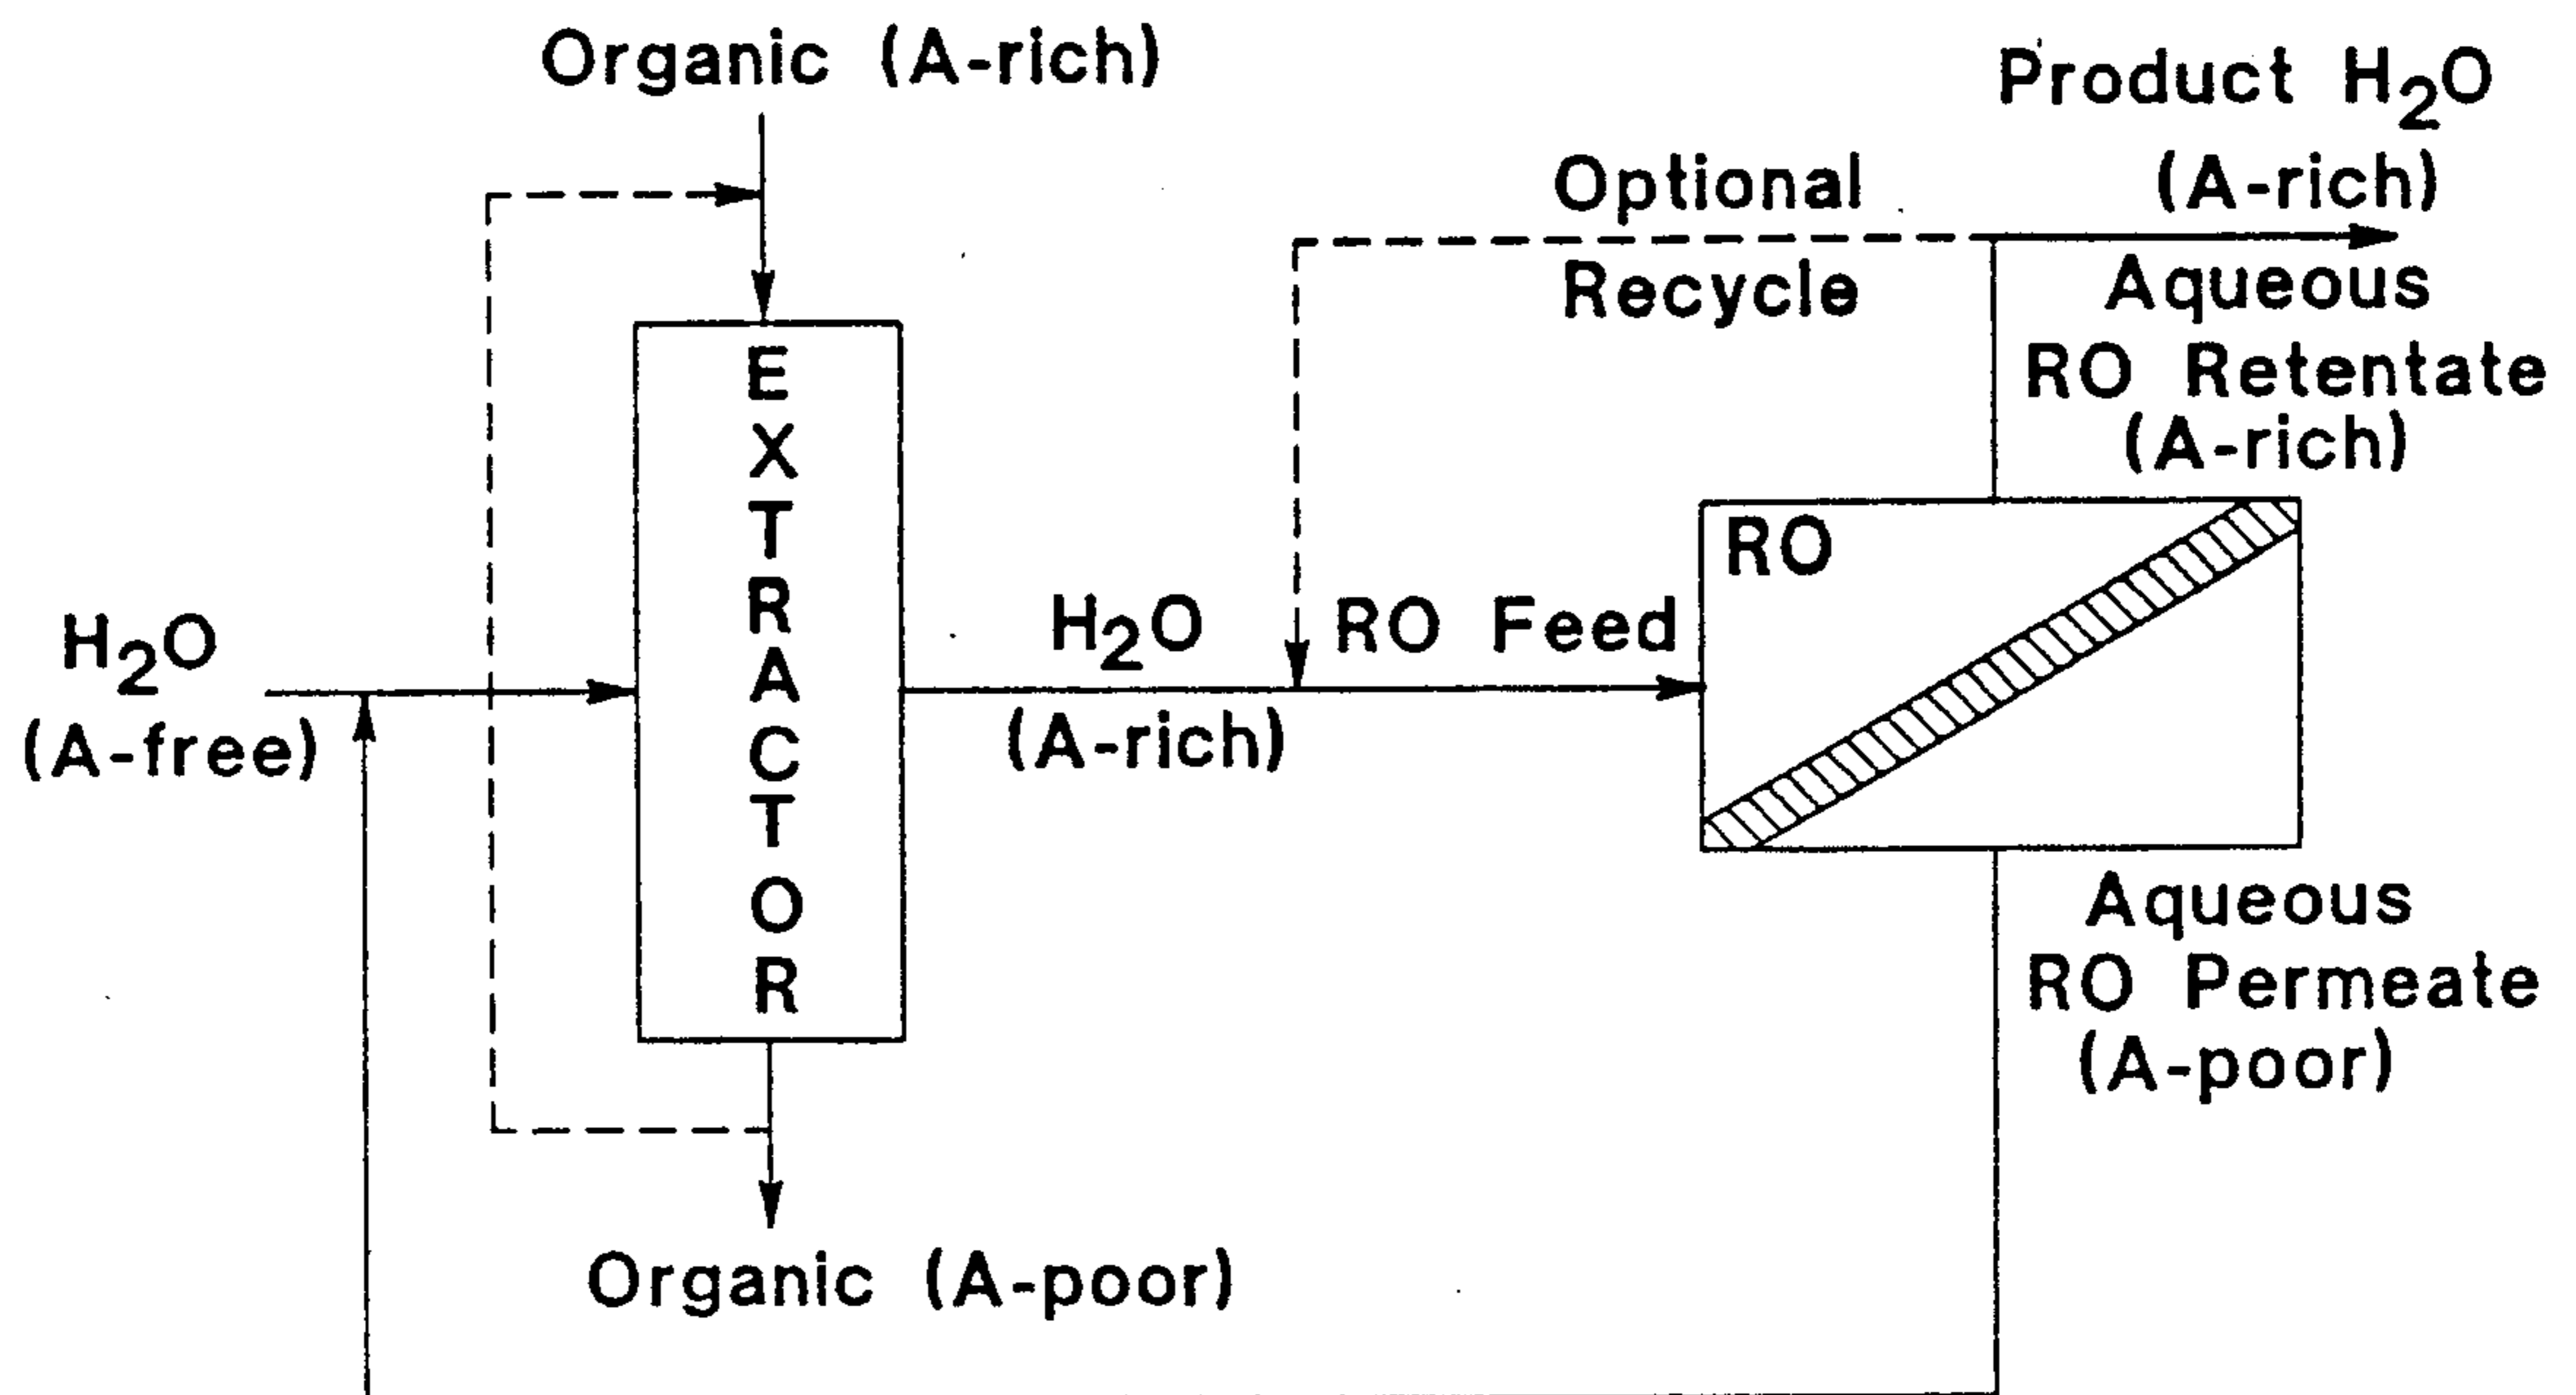 Organic (A-rich)
Product H₂O
(A-rich)
Optional
Recycle
Aqueous
RO Retentate
(A-rich)
EXTRACTOR
RO
H₂O
(A-free)
H₂O
(A-rich)
RO Feed
Aqueous
RO Permeate
(A-poor)
Organic (A-poor)